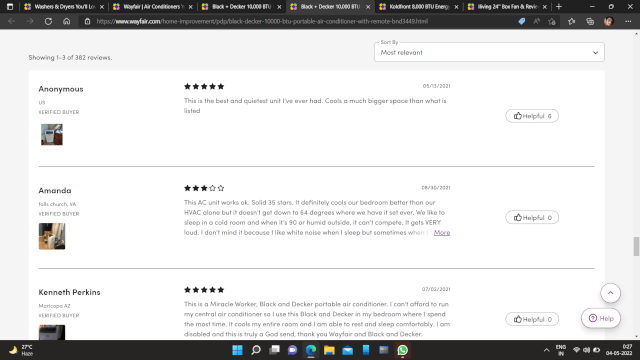 Washers & Dryers You'll Lo
Wayfair | Air Conditioners Y
Black + Decker 10,000 BTU
Black + Decker 10,000 BTU
Koldfront 8,000 BTU Energ
iliving 24" Box Fan & Review
https://www.wayfair.com/home-improvement/pdp/black-decker-10000-btu-portable-air-conditioner-with-remote-bnd3449.html
Showing 1-3 of 382 reviews.
Sort By
Most relevant
Anonymous
05/13/2021
US
VERIFIED BUYER
This is the best and quietest unit I've ever had. Cools a much bigger space than what is
listed
Helpful 6
Amanda
06/30/2021
falls church, VA
VERIFIED BUYER
This AC unit works ok. Solid 35 stars. It definitely cools our bedroom better than our
HVAC alone but it doesn't get down to 64 degrees where we have it set ever. We like to
sleep in a cold room and when it's 90 or humid outside, it can't compete. It gets VERY
loud. I don't mind it because I like white noise when I sleep but sometimes when
More
Helpful 0
Kenneth Perkins
07/02/2021
Maricopa AZ
VERIFIED BUYER
This is a Miracle Worker, Black and Decker portable air conditioner. I can't afford to run
my central air conditioner so I use this Black and Decker in my bedroom where I spend
the most time. It cools my entire room and I am able to rest and sleep comfortably. I am
disabled and this is truly a God send, thank you Wayfair and Black and Decker.
Helpful 0
Help
27°C
Haze
ENG
IN
0:27
04-05-2022